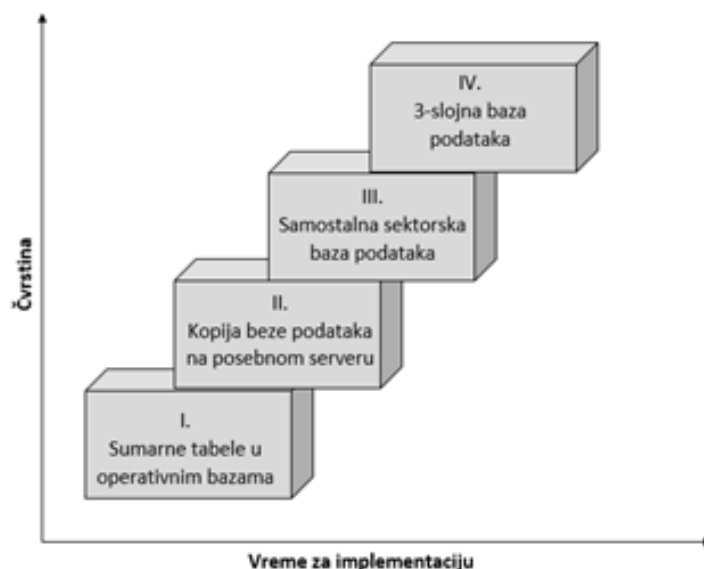 IV.
3-slojna baza
podataka
III.
Samostalna sektorska
baza podataka
II.
Kopija beze podataka
na posebnom serveru
I.
Sumarne tabele u
operativnim bazama
Čvrstina
Vreme za implementaciju